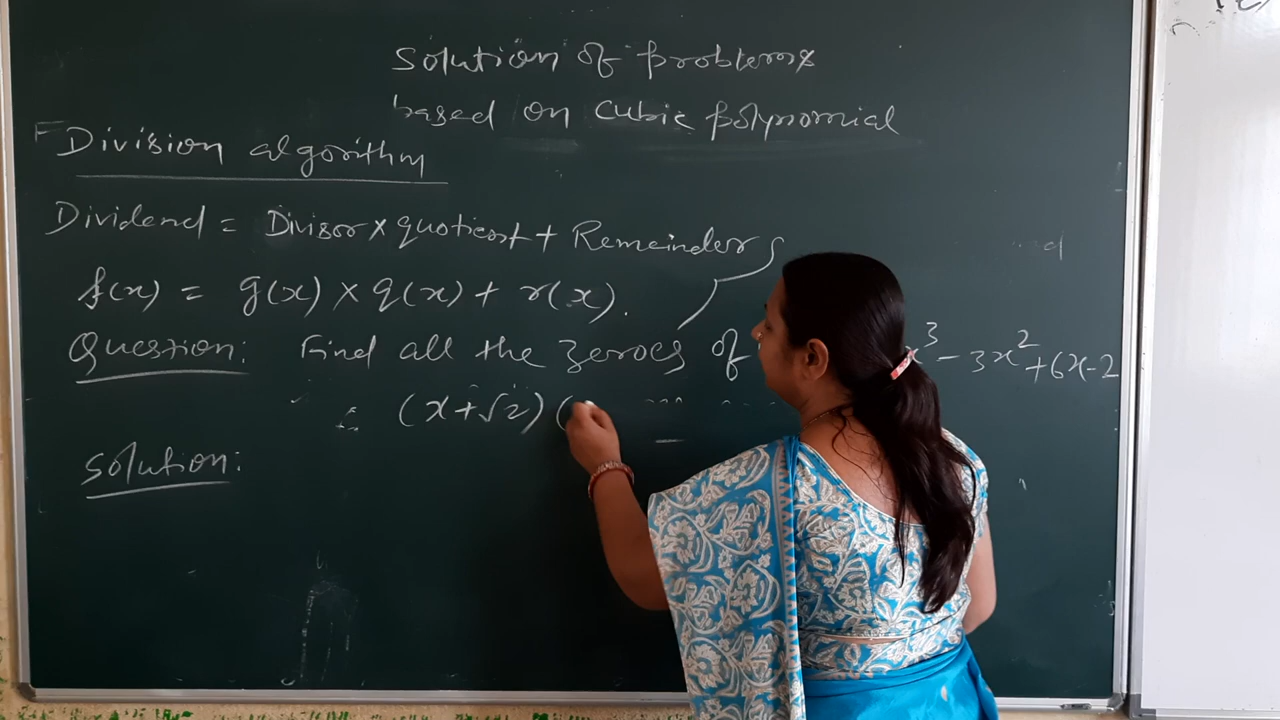 Solution of problems
based on cubic polynomial
Division algorithm
Dividend = Divisor × quotient + Remainder
f(x) = g(x) × q(x) + r(x).
Question: Find all the zeroes of x³ - 3x² + 6x - 2
(x + √2) (
Solution: